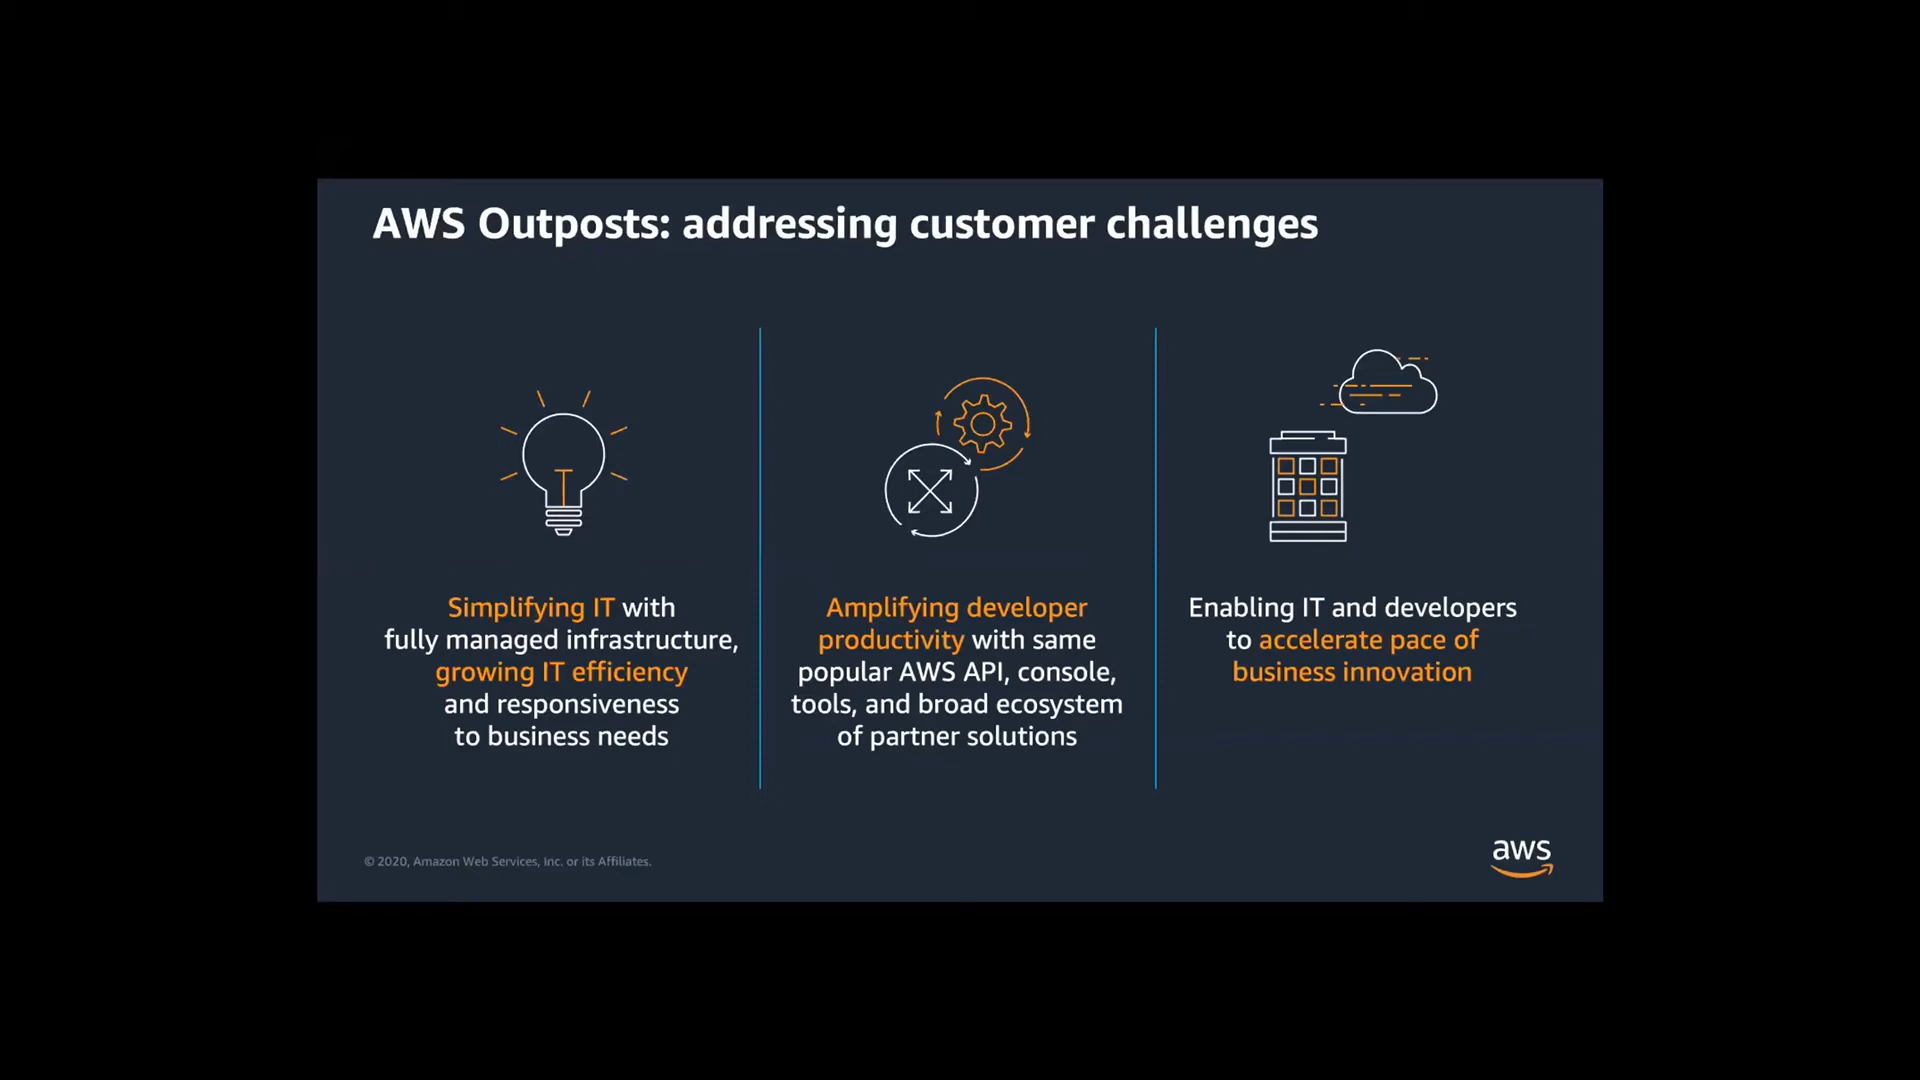 AWS Outposts: addressing customer challenges
Simplifying IT with
fully managed infrastructure,
growing IT efficiency
and responsiveness
to business needs
Amplifying developer
productivity with same
popular AWS API, console,
tools, and broad ecosystem
of partner solutions
Enabling IT and developers
to accelerate pace of
business innovation
© 2020, Amazon Web Services, Inc. or its Affiliates.
aws